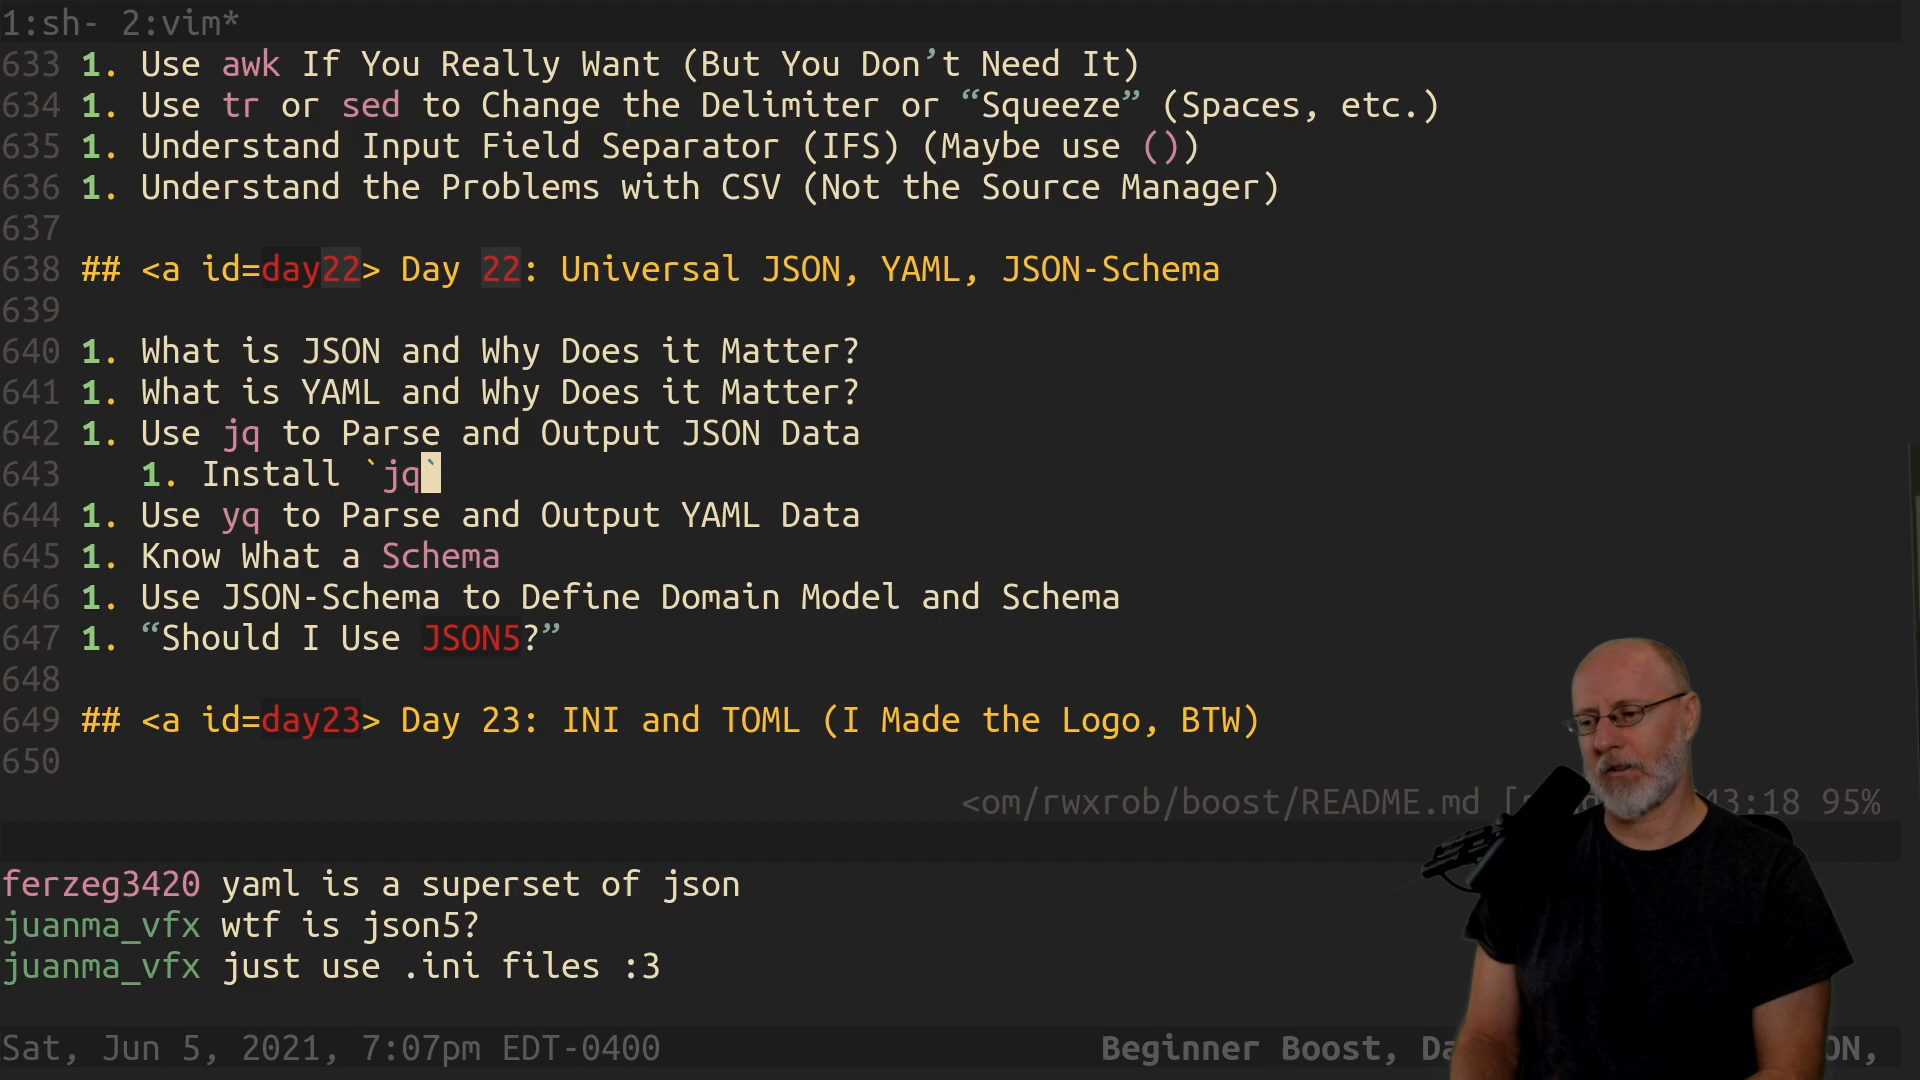 1:sh- 2:vim*
633 1. Use awk If You Really Want (But You Don’t Need It)
634 1. Use tr or sed to Change the Delimiter or “Squeeze” (Spaces, etc.)
635 1. Understand Input Field Separator (IFS) (Maybe use ())
636 1. Understand the Problems with CSV (Not the Source Manager)
637
638 ## <a id=day22> Day 22: Universal JSON, YAML, JSON-Schema
639
640 1. What is JSON and Why Does it Matter?
641 1. What is YAML and Why Does it Matter?
642 1. Use jq to Parse and Output JSON Data
643 1. Install `jq`
644 1. Use yq to Parse and Output YAML Data
645 1. Know What a Schema
646 1. Use JSON-Schema to Define Domain Model and Schema
647 1. “Should I Use JSON5?”
648
649 ## <a id=day23> Day 23: INI and TOML (I Made the Logo, BTW)
650
<om/rwxrob/boost/README.md 43:18 95%
ferzeg3420 yaml is a superset of json
juanma_vfx wtf is json5?
juanma_vfx just use .ini files :3
Sat, Jun 5, 2021, 7:07pm EDT-0400
Beginner Boost,